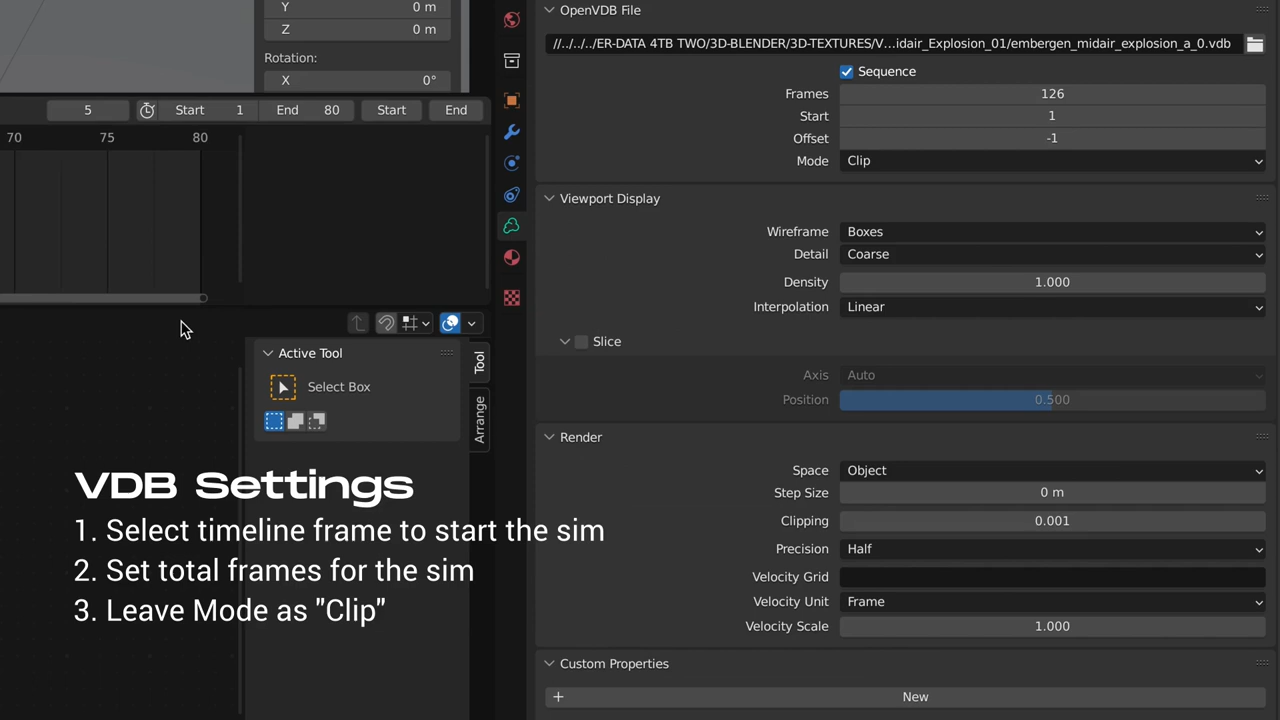 Y 0 m
Z 0 m
Rotation:
X 0°
5 Start 1 End 80 Start End
70 75 80
Active Tool
Select Box
Tool
Arrange
VDB Settings
1. Select timeline frame to start the sim
2. Set total frames for the sim
3. Leave Mode as "Clip"
OpenVDB File
//../../../ER-DATA 4TB TWO/3D-BLENDER/3D-TEXTURES/V...idair_Explosion_01/embergen_midair_explosion_a_0.vdb
Sequence
Frames 126
Start 1
Offset -1
Mode Clip
Viewport Display
Wireframe Boxes
Detail Coarse
Density 1.000
Interpolation Linear
Slice
Axis Auto
Position 0.500
Render
Space Object
Step Size 0 m
Clipping 0.001
Precision Half
Velocity Grid
Velocity Unit Frame
Velocity Scale 1.000
Custom Properties
+ New